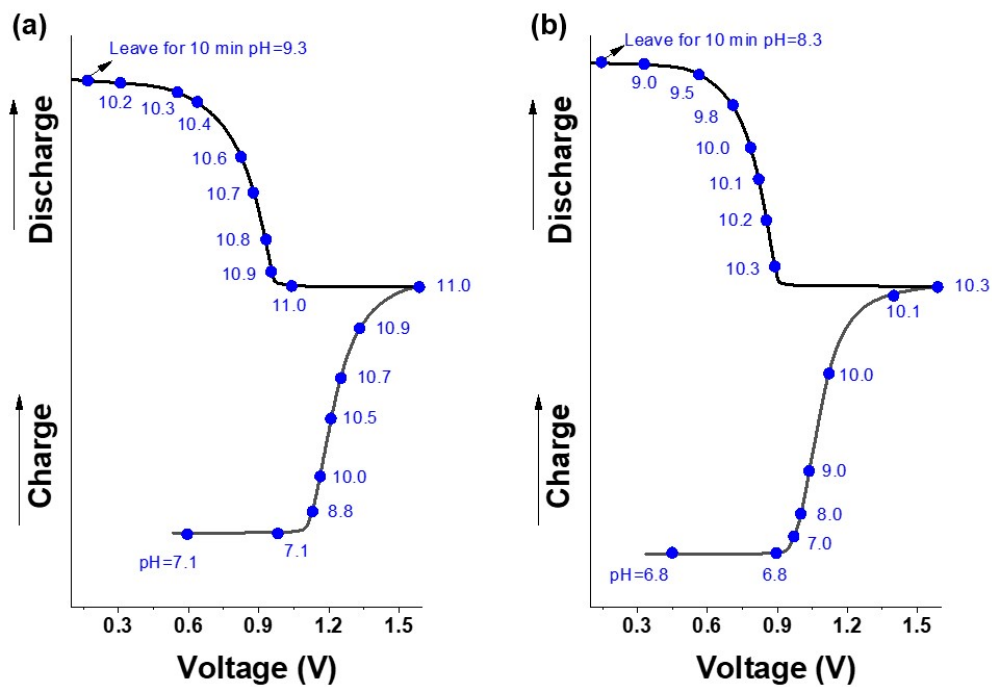 (a)
Leave for 10 min pH=9.3
10.2
10.3
10.4
10.6
10.7
10.8
10.9
11.0
11.0
10.9
10.7
10.5
10.0
8.8
7.1
pH=7.1
Discharge
Charge
0.3 0.6 0.9 1.2 1.5
Voltage (V)
(b)
Leave for 10 min pH=8.3
9.0
9.5
9.8
10.0
10.1
10.2
10.3
10.3
10.1
10.0
9.0
8.0
7.0
6.8
pH=6.8
Discharge
Charge
0.3 0.6 0.9 1.2 1.5
Voltage (V)